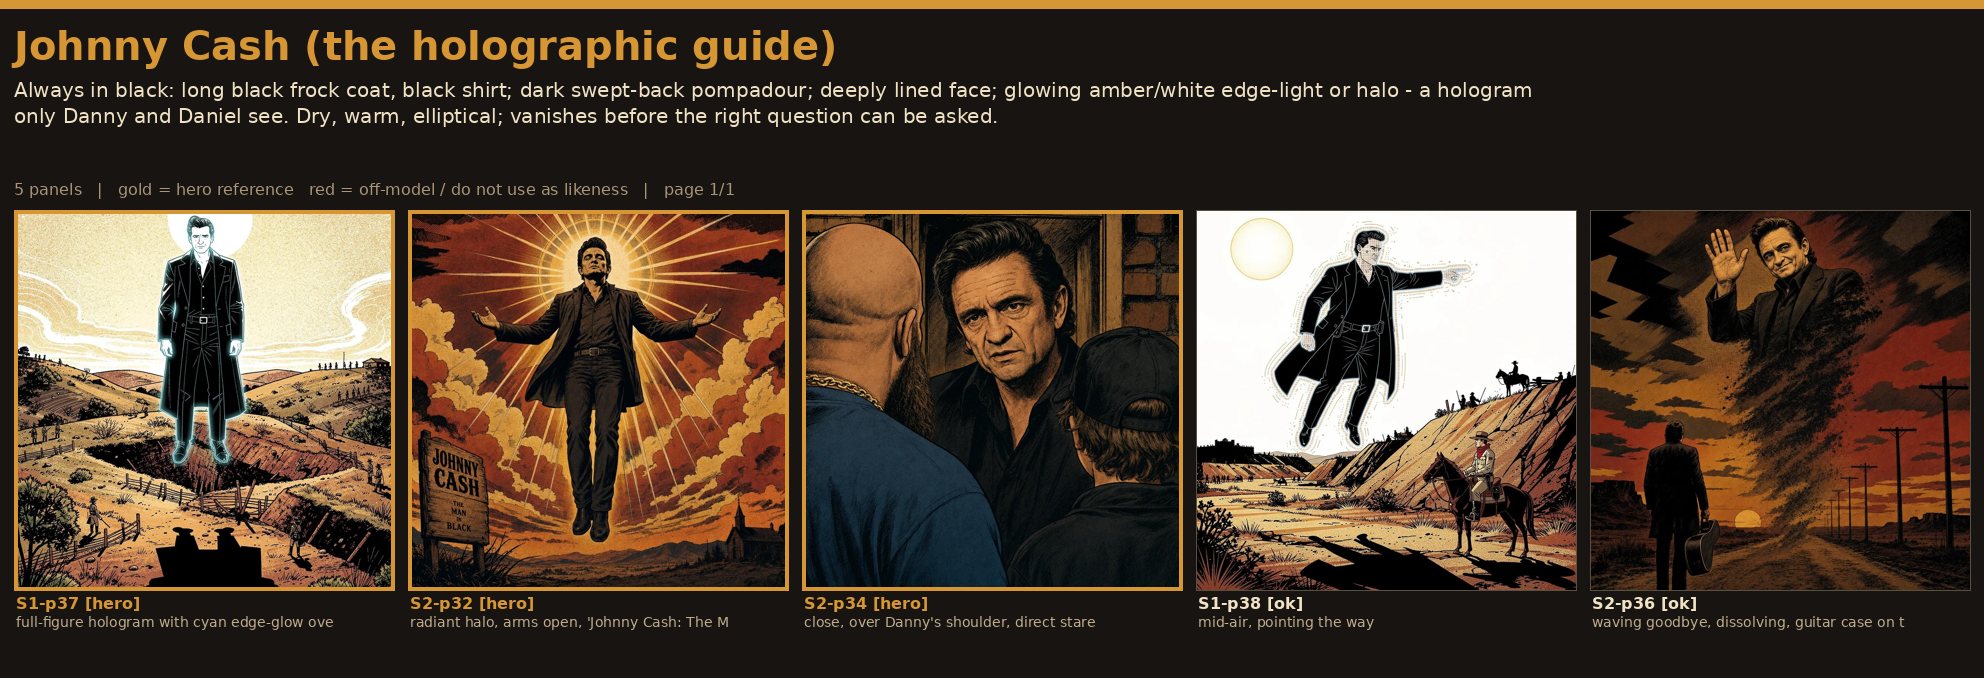 Johnny Cash (the holographic guide)
Always in black: long black frock coat, black shirt; dark swept-back pompadour; deeply lined face; glowing amber/white edge-light or halo - a hologram
only Danny and Daniel see. Dry, warm, elliptical; vanishes before the right question can be asked.
5 panels | gold = hero reference red = off-model / do not use as likeness | page 1/1
JOHNNY
CASH
THE
MAN
IN
BLACK
S1-p37 [hero]
full-figure hologram with cyan edge-glow ove
S2-p32 [hero]
radiant halo, arms open, 'Johnny Cash: The M
S2-p34 [hero]
close, over Danny's shoulder, direct stare
S1-p38 [ok]
mid-air, pointing the way
S2-p36 [ok]
waving goodbye, dissolving, guitar case on t